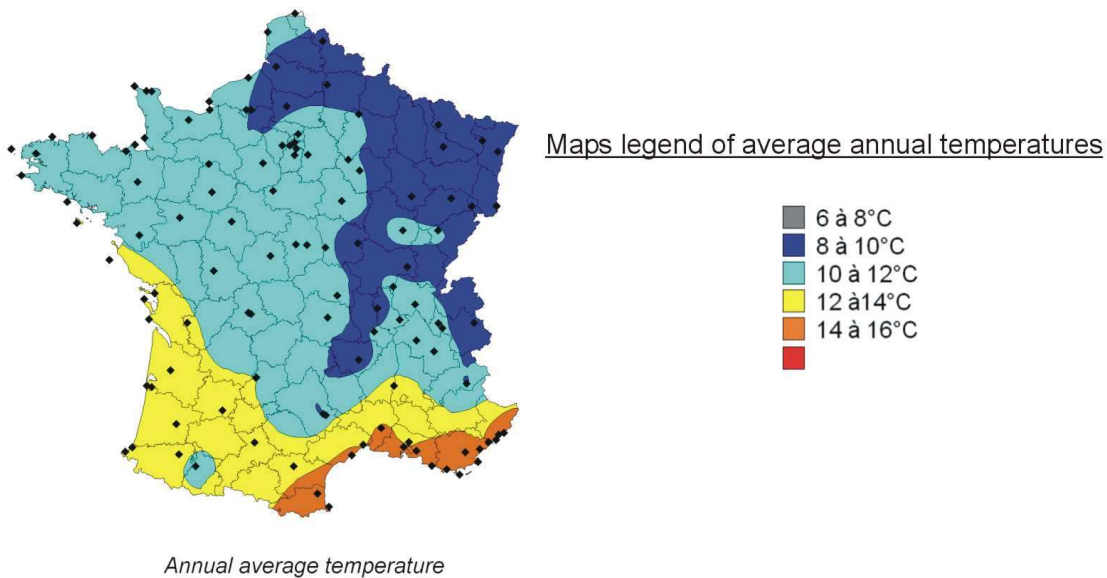 Maps legend of average annual temperatures
6 à 8°C
8 à 10°C
10 à 12°C
12 à14°C
14 à 16°C
Annual average temperature